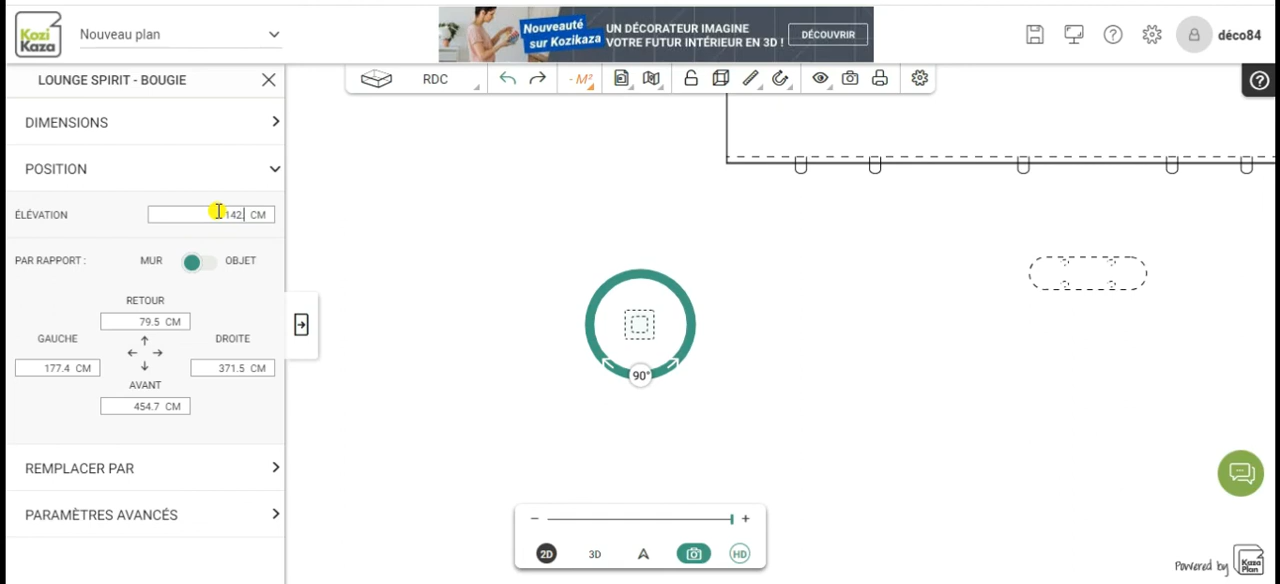 Kozi
Kaza
Nouveau plan
Nouveauté
sur Kozikaza
UN DÉCORATEUR IMAGINE
VOTRE FUTUR INTÉRIEUR EN 3D !
DÉCOUVRIR
déco84
LOUNGE SPIRIT - BOUGIE
RDC
- M²
DIMENSIONS
POSITION
ÉLÉVATION
142. CM
PAR RAPPORT :
MUR
OBJET
RETOUR
79.5 CM
GAUCHE
DROITE
177.4 CM
371.5 CM
AVANT
454.7 CM
90°
REMPLACER PAR
PARAMÈTRES AVANCÉS
2D
3D
HD
Powered by
Kaza
Plan